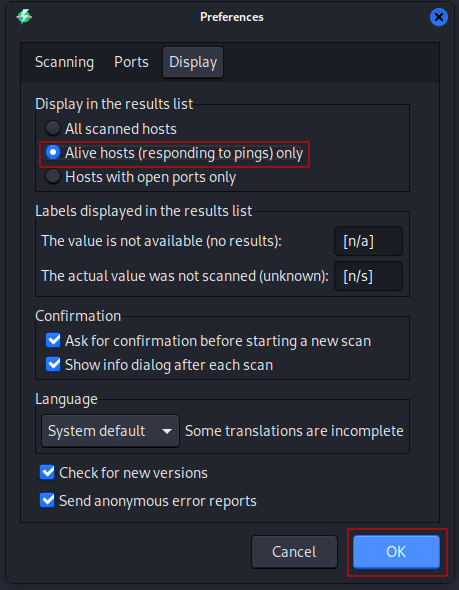 Preferences
Scanning Ports Display
Display in the results list
All scanned hosts
Alive hosts (responding to pings) only
Hosts with open ports only
Labels displayed in the results list
The value is not available (no results): [n/a]
The actual value was not scanned (unknown): [n/s]
Confirmation
Ask for confirmation before starting a new scan
Show info dialog after each scan
Language
System default Some translations are incomplete
Check for new versions
Send anonymous error reports
Cancel OK